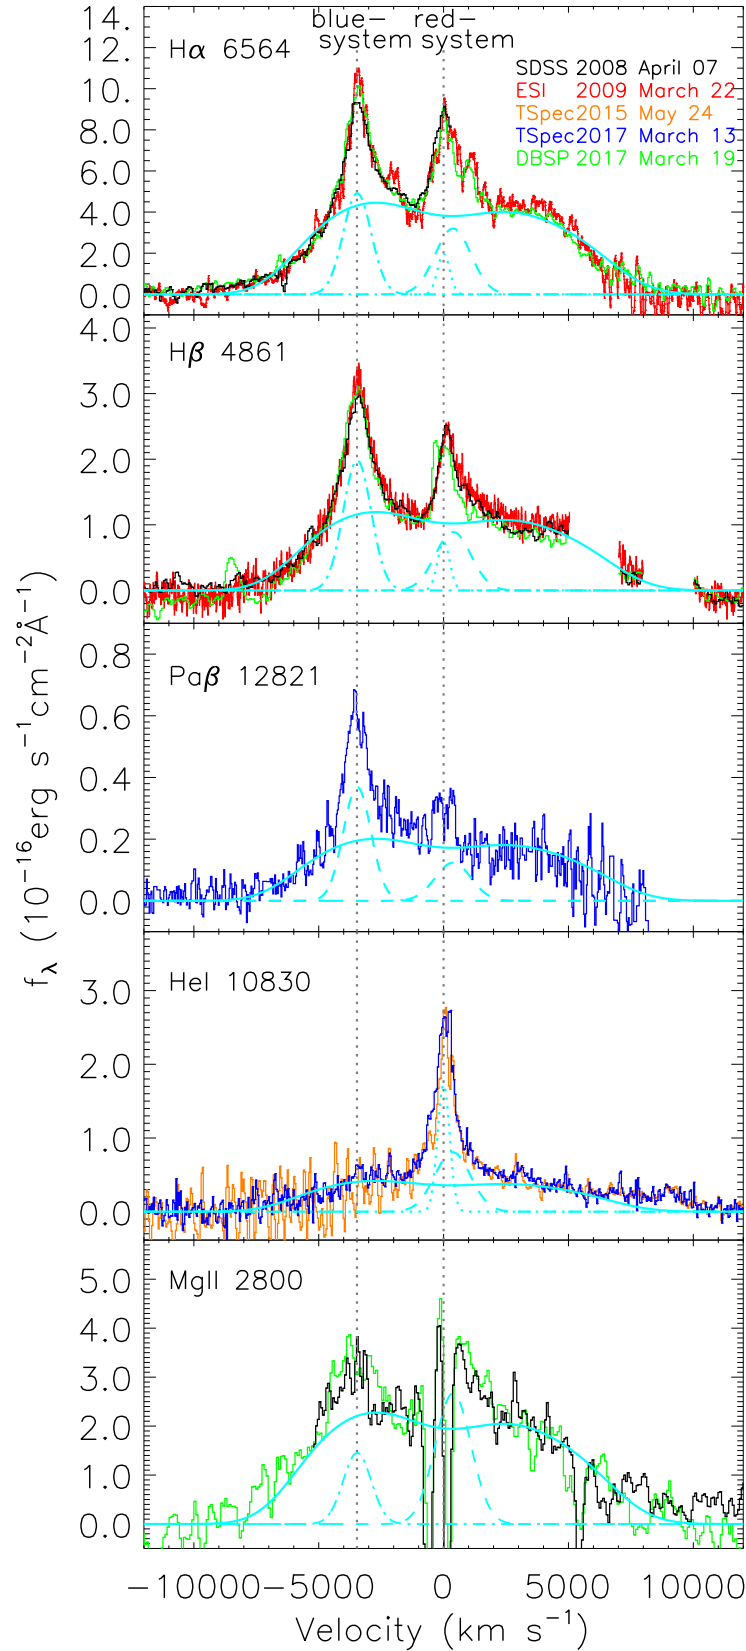 blue- red-
system system
Hα 6564
SDSS 2008 April 07
ESI 2009 March 22
TSpec2015 May 24
TSpec2017 March 13
DBSP 2017 March 19
14.
12.
10.
8.0
6.0
4.0
2.0
0.0
Hβ 4861
4.0
3.0
2.0
1.0
0.0
Paβ 12821
0.8
0.6
0.4
0.2
0.0
HeI 10830
3.0
2.0
1.0
0.0
MgII 2800
5.0
4.0
3.0
2.0
1.0
0.0
fλ (10⁻¹⁶erg s⁻¹cm⁻²Å⁻¹)
−10000 −5000 0 5000 10000
Velocity (km s⁻¹)